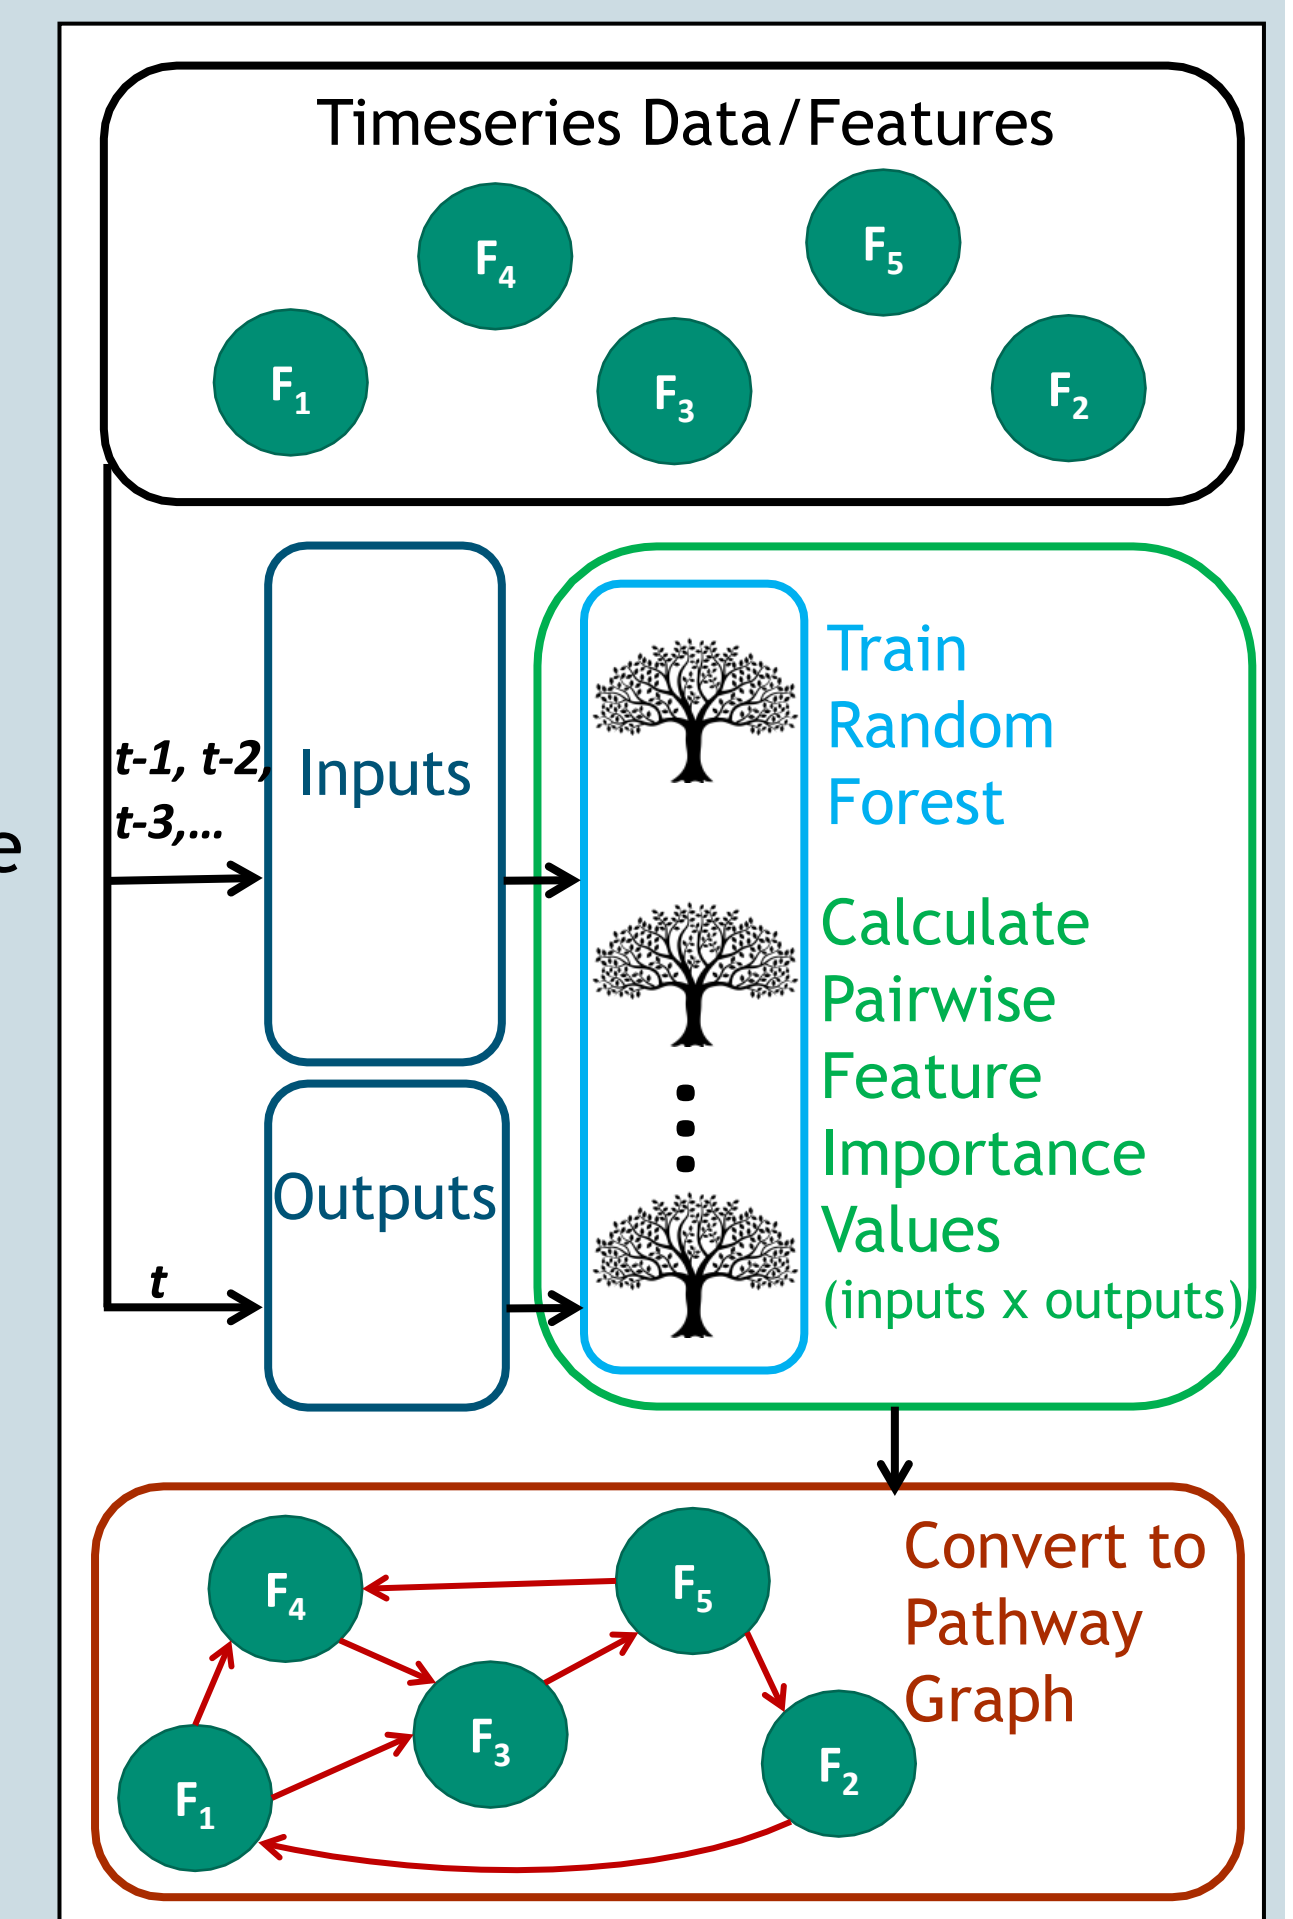 Timeseries Data/Features
F4
F5
F1
F3
F2
t-1, t-2,
t-3,...
Inputs
Outputs
t
Train
Random
Forest
Calculate
Pairwise
Feature
Importance
Values
(inputs x outputs)
e
Convert to
Pathway
Graph
F4
F5
F3
F2
F1